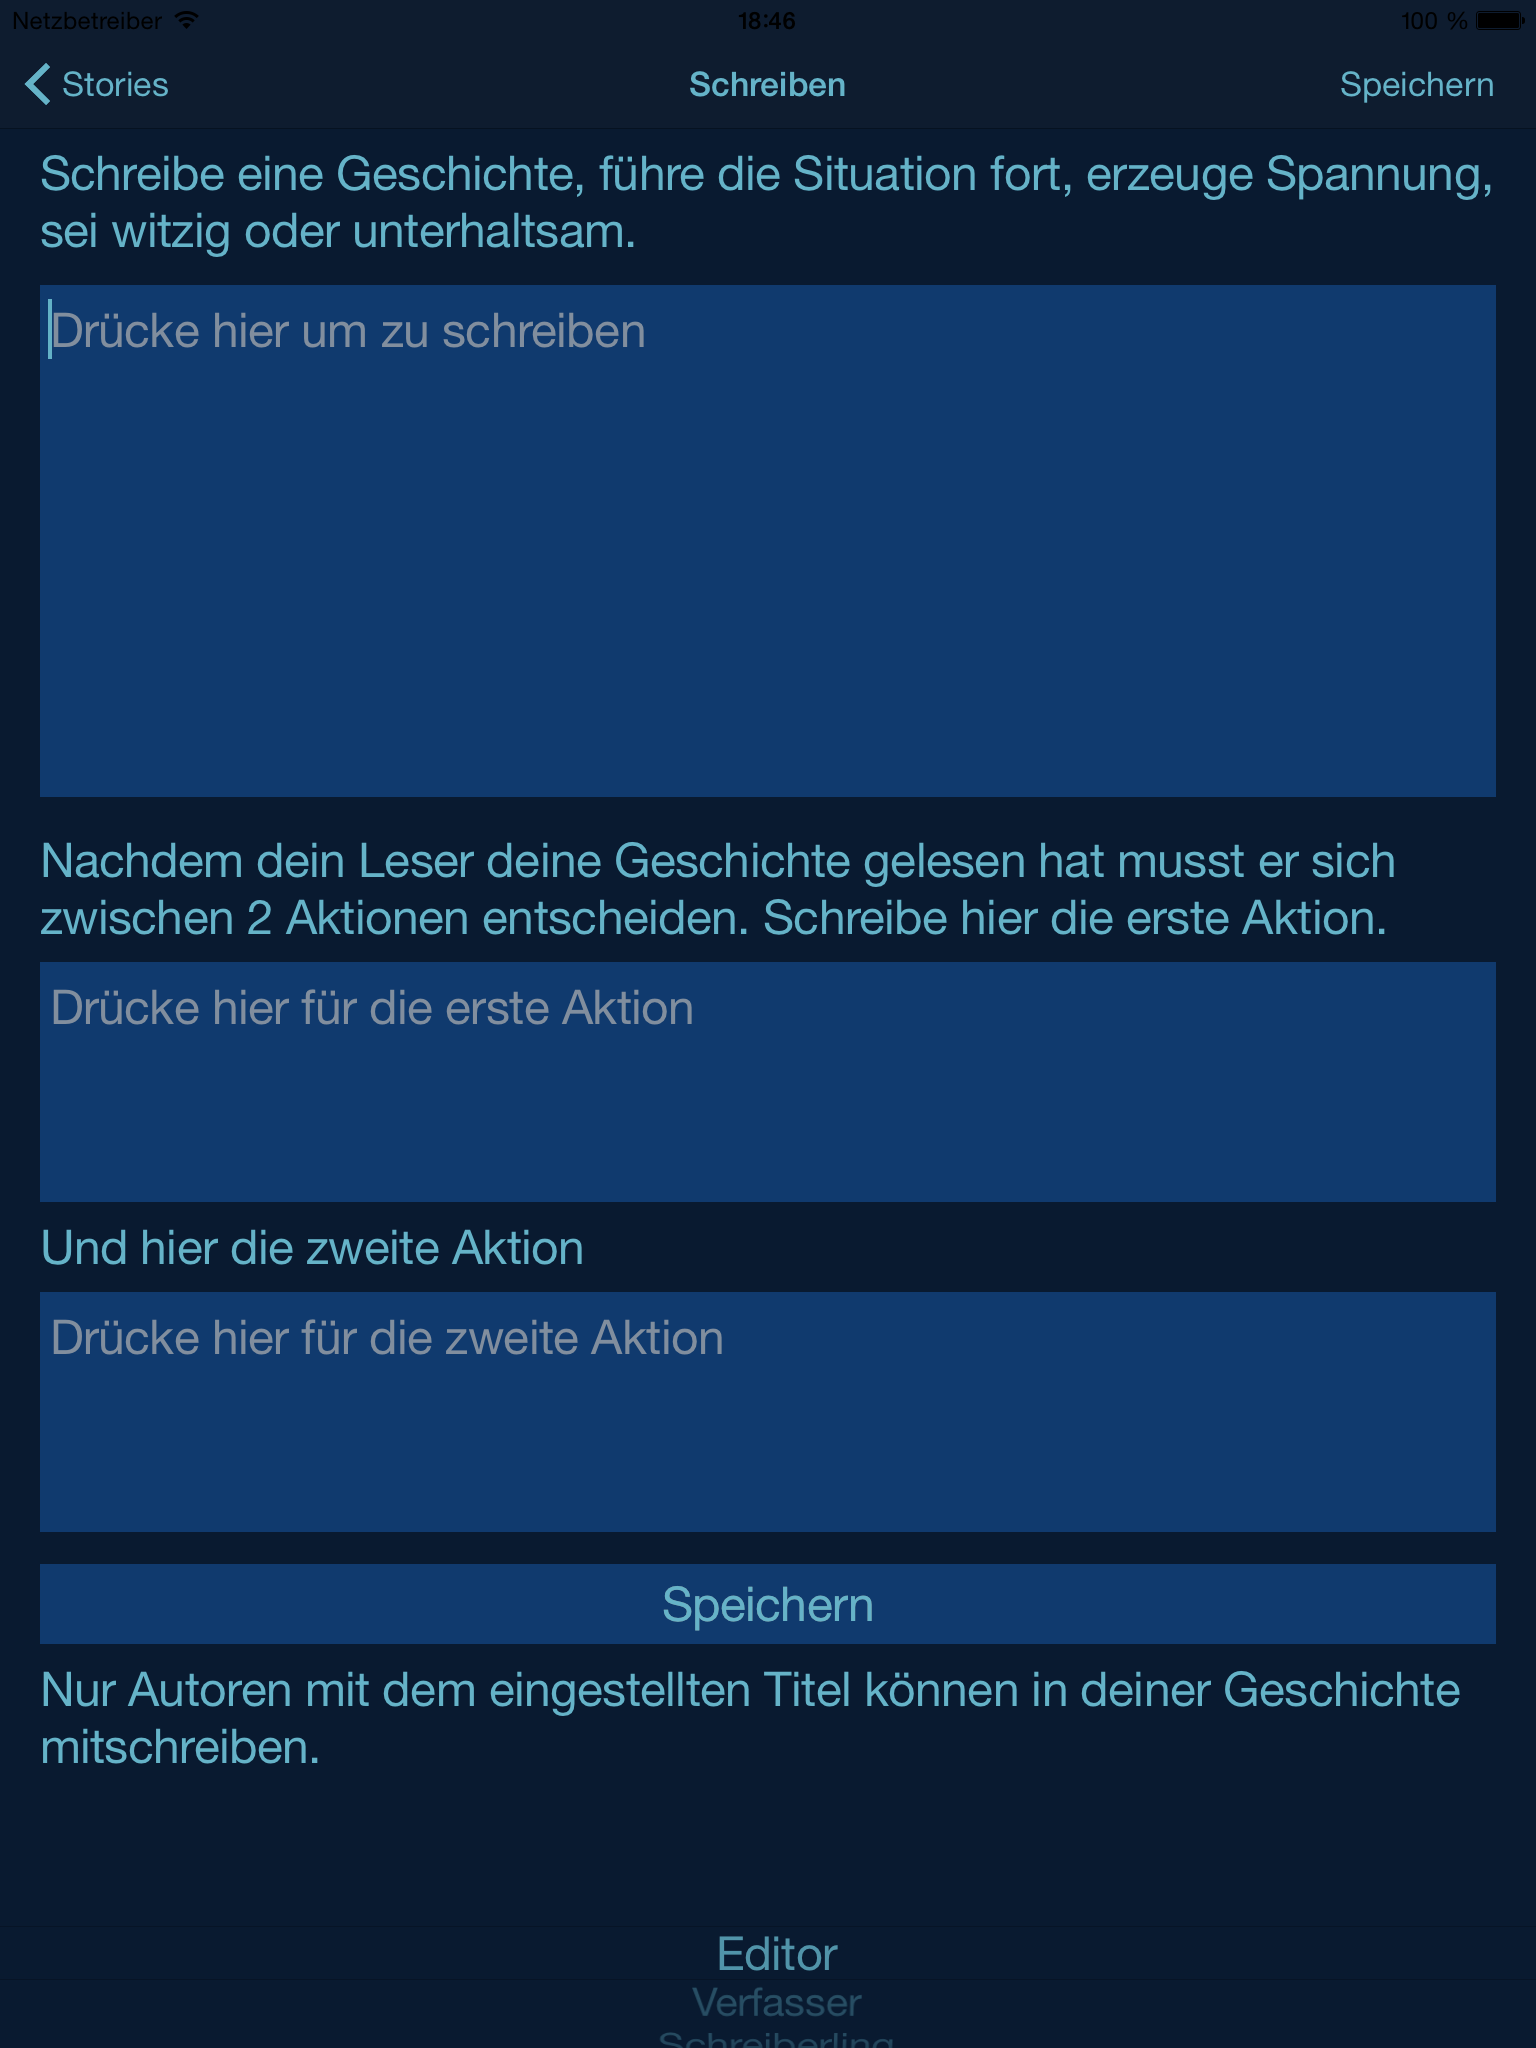 Netzbetreiber 18:46 100 %
Stories Schreiben Speichern
Schreibe eine Geschichte, führe die Situation fort, erzeuge Spannung,
sei witzig oder unterhaltsam.
Drücke hier um zu schreiben
Nachdem dein Leser deine Geschichte gelesen hat musst er sich
zwischen 2 Aktionen entscheiden. Schreibe hier die erste Aktion.
Drücke hier für die erste Aktion
Und hier die zweite Aktion
Drücke hier für die zweite Aktion
Speichern
Nur Autoren mit dem eingestellten Titel können in deiner Geschichte
mitschreiben.
Editor
Verfasser
Schreiberling